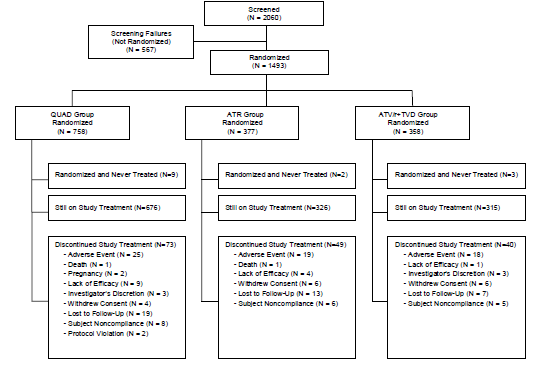 Screened
(N = 2060)
Screening Failures
(Not Randomized)
(N = 567)
Randomized
(N = 1493)
QUAD Group
Randomized
(N = 758)
Randomized and Never Treated (N=9)
Still on Study Treatment (N=676)
Discontinued Study Treatment (N=73)
- Adverse Event (N = 25)
- Death (N = 1)
- Pregnancy (N = 2)
- Lack of Efficacy (N = 9)
- Investigator's Discretion (N = 3)
- Withdrew Consent (N = 4)
- Lost to Follow-Up (N = 19)
- Subject Noncompliance (N = 8)
- Protocol Violation (N = 2)
ATR Group
Randomized
(N = 377)
Randomized and Never Treated (N=2)
Still on Study Treatment (N=326)
Discontinued Study Treatment (N=49)
- Adverse Event (N = 19)
- Death (N = 1)
- Lack of Efficacy (N = 4)
- Withdrew Consent (N = 6)
- Lost to Follow-Up (N = 13)
- Subject Noncompliance (N = 6)
ATV/r+TVD Group
Randomized
(N = 358)
Randomized and Never Treated (N=3)
Still on Study Treatment (N=315)
Discontinued Study Treatment (N=40)
- Adverse Event (N = 18)
- Lack of Efficacy (N = 1)
- Investigator's Discretion (N = 3)
- Withdrew Consent (N = 6)
- Lost to Follow-Up (N = 7)
- Subject Noncompliance (N = 5)